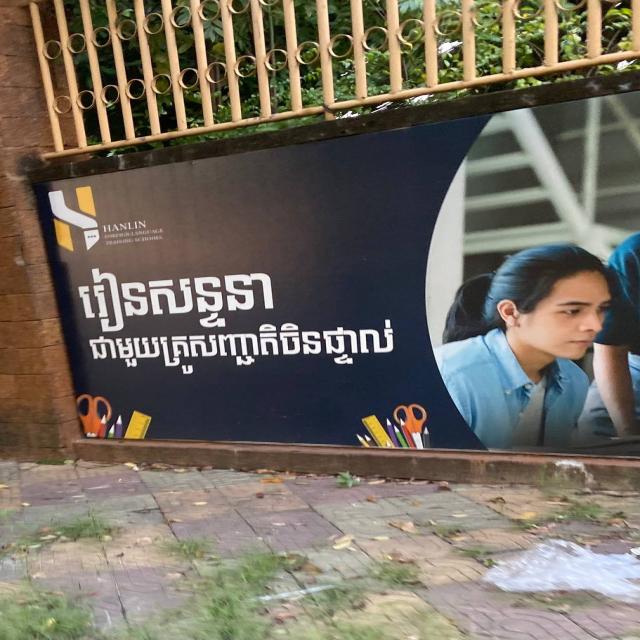 HANLIN
FOREIGN LANGUAGE
TRAINING SCHOOL
រៀនសន្ទនា
ជាមួយគ្រូសញ្ជាតិចិនផ្ទាល់